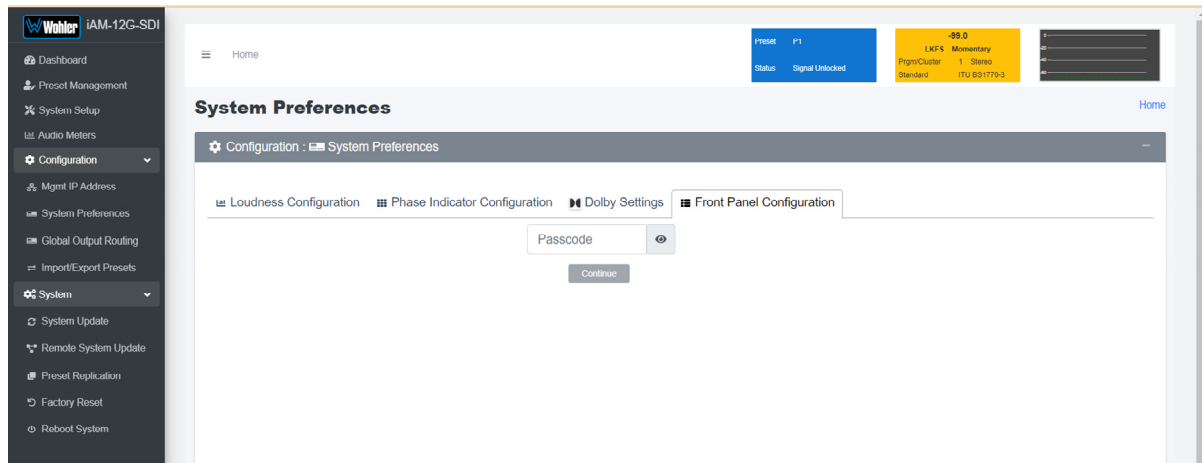 Wohler iAM-12G-SDI
Dashboard
Preset Management
System Setup
Audio Meters
Configuration
Mgmt IP Address
System Preferences
Global Output Routing
Import/Export Presets
System
System Update
Remote System Update
Preset Replication
Factory Reset
Reboot System
Home
Preset P1
Status Signal Unlocked
-99.0
LKFS Momentary
Prgm/Cluster 1 Stereo
Standard ITU BS1770-3
System Preferences
Home
Configuration : System Preferences
Loudness Configuration Phase Indicator Configuration Dolby Settings Front Panel Configuration
Passcode
Continue